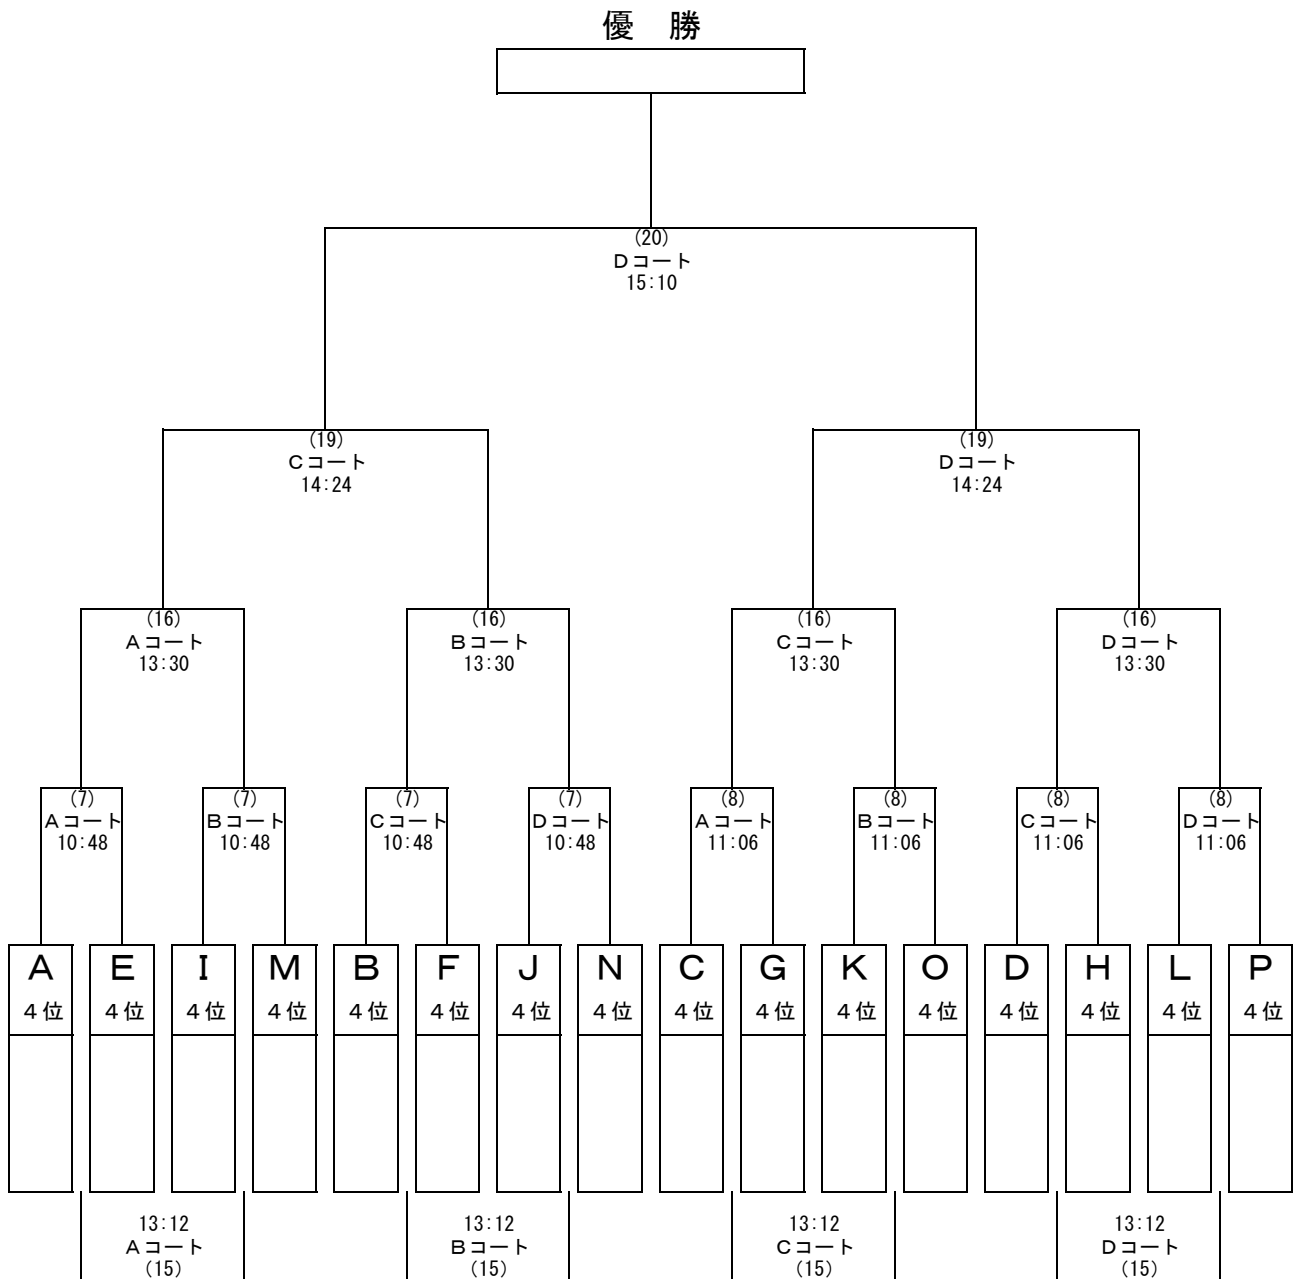 優　勝
(20)
Ｄコート
15:10
(19)
Ｃコート
14:24
(19)
Ｄコート
14:24
(16)
Ａコート
13:30
(16)
Ｂコート
13:30
(16)
Ｃコート
13:30
(16)
Ｄコート
13:30
(7)
Ａコート
10:48
(7)
Ｂコート
10:48
(7)
Ｃコート
10:48
(7)
Ｄコート
10:48
(8)
Ａコート
11:06
(8)
Ｂコート
11:06
(8)
Ｃコート
11:06
(8)
Ｄコート
11:06
Ａ
４位
Ｅ
４位
Ｉ
４位
Ｍ
４位
Ｂ
４位
Ｆ
４位
Ｊ
４位
Ｎ
４位
Ｃ
４位
Ｇ
４位
Ｋ
４位
Ｏ
４位
Ｄ
４位
Ｈ
４位
Ｌ
４位
Ｐ
４位
13:12
Ａコート
(15)
13:12
Ｂコート
(15)
13:12
Ｃコート
(15)
13:12
Ｄコート
(15)